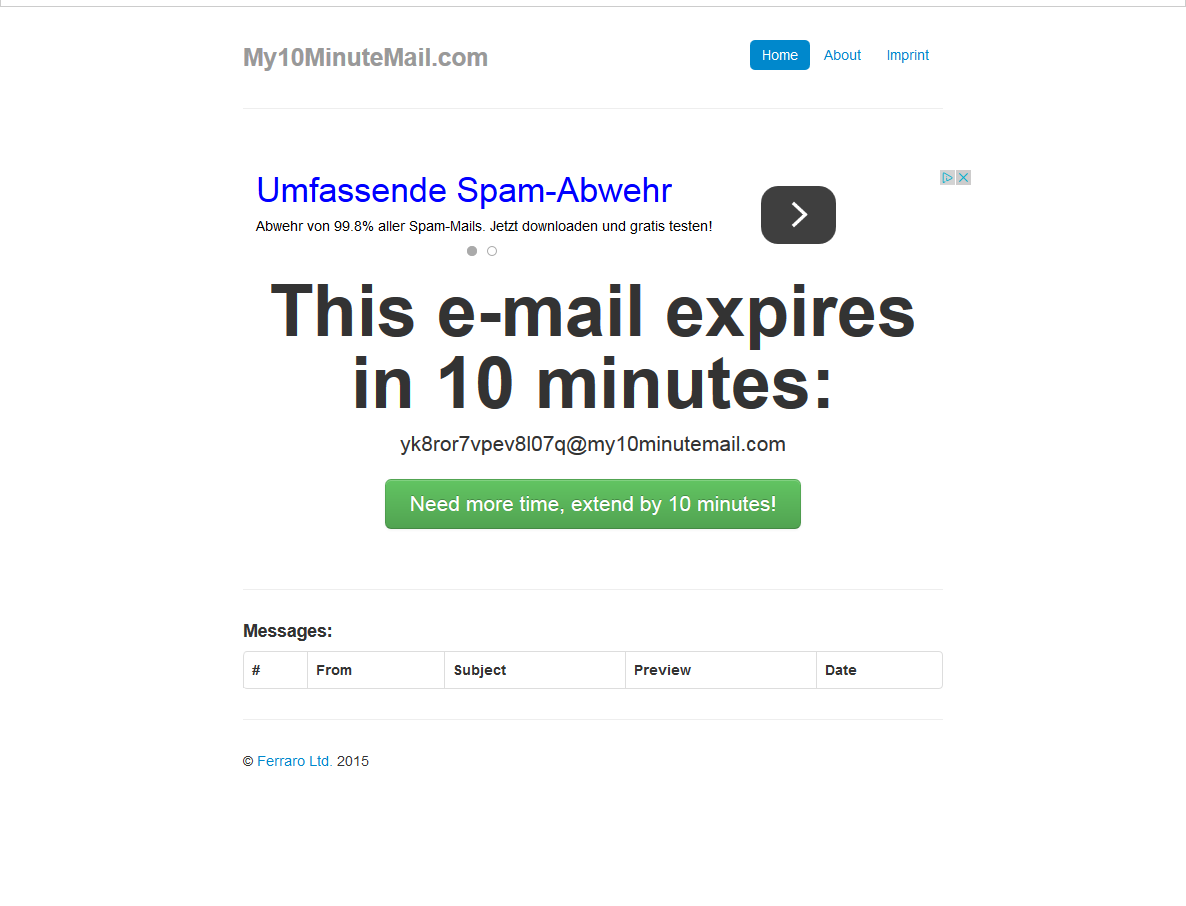 My10MinuteMail.com
Home About Imprint
Umfassende Spam-Abwehr
Abwehr von 99.8% aller Spam-Mails. Jetzt downloaden und gratis testen!
This e-mail expires
in 10 minutes:
yk8ror7vpev8l07q@my10minutemail.com
Need more time, extend by 10 minutes!
Messages:
# From Subject Preview Date
© Ferraro Ltd. 2015